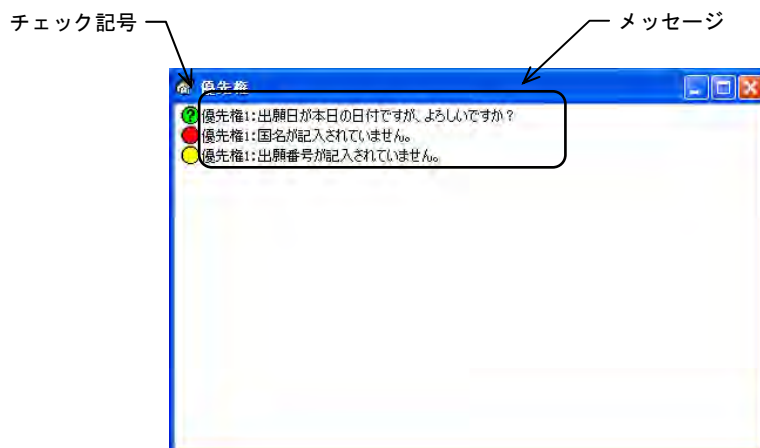 チェック記号
メッセージ
優先権
優先権1:出願日が本日の日付ですが、よろしいですか?
優先権1:国名が記入されていません。
優先権1:出願番号が記入されていません。